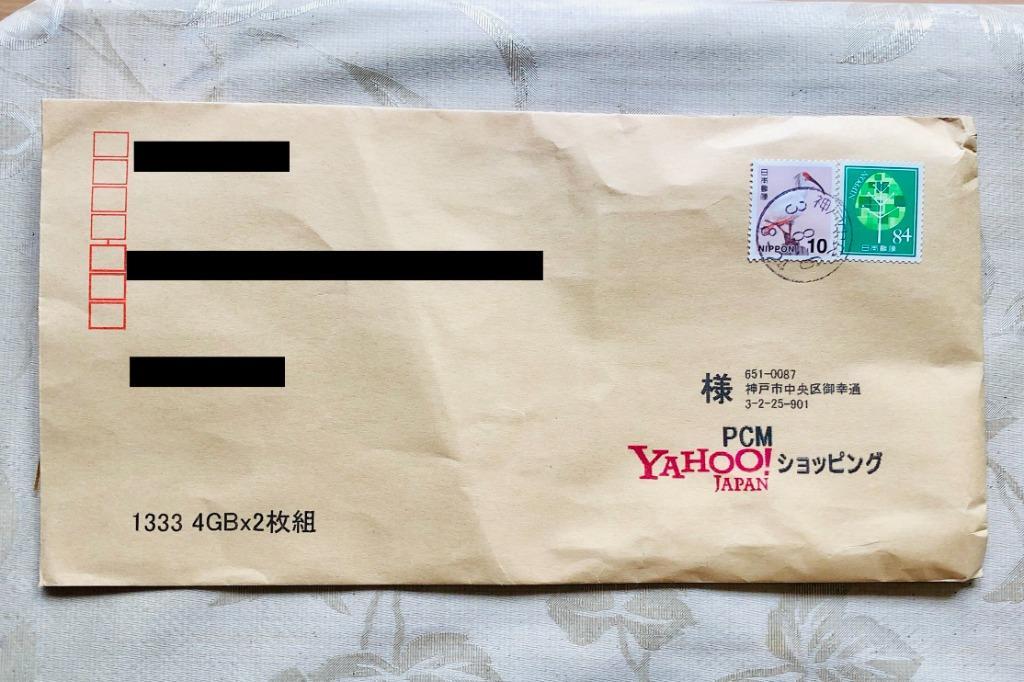 日本郵便
NIPPON 10
NIPPON
84
日本郵便
様
651-0087
神戸市中央区御幸通
3-2-25-901
PCM
YAHOO! ショッピング
JAPAN
1333 4GBx2枚組